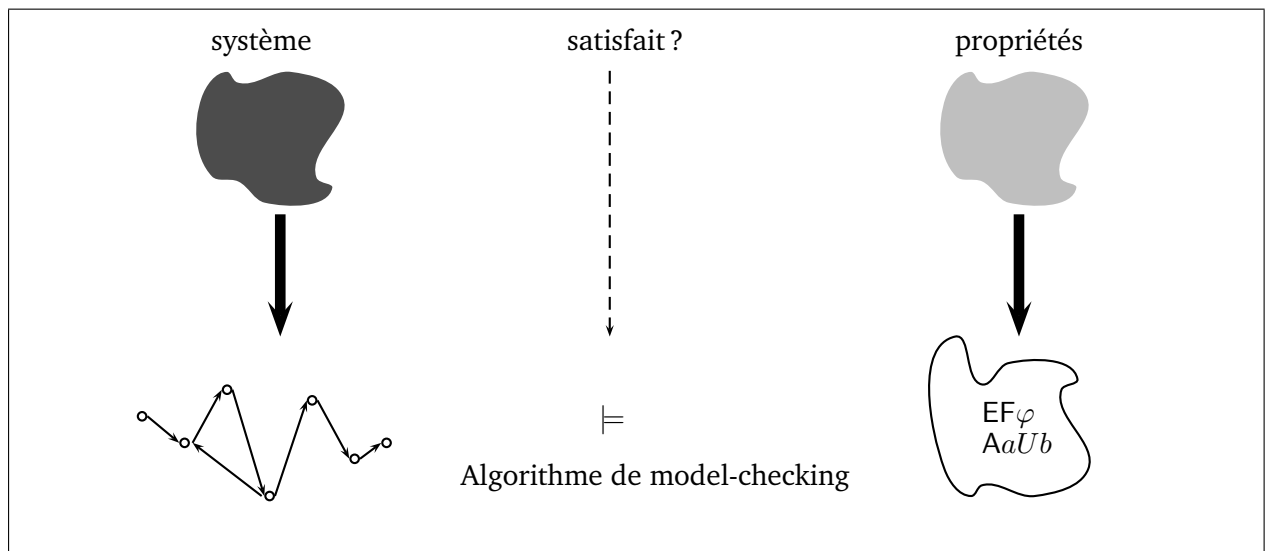 système
satisfait ?
propriétés
EFφ
AaUb
⊨
Algorithme de model-checking